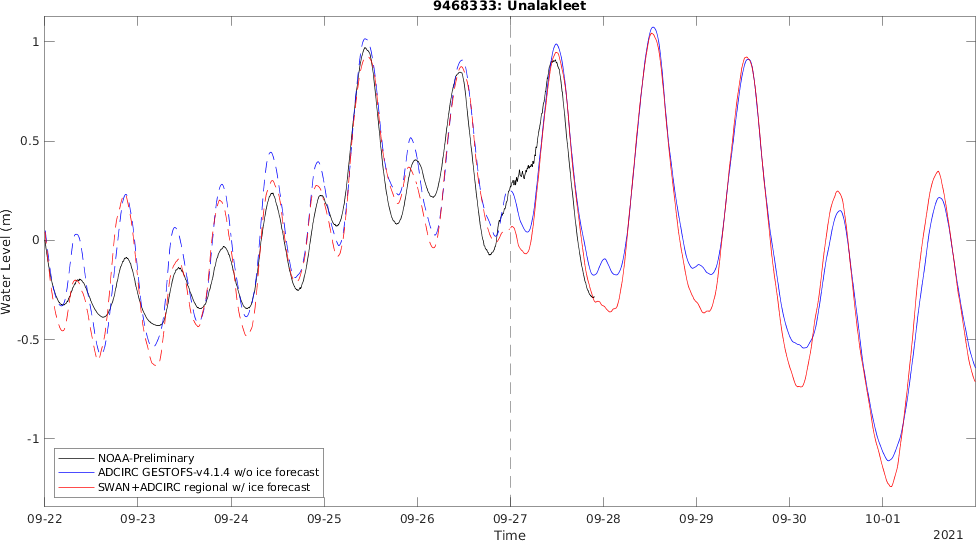 9468333: Unalakleet
1
0.5
0
-0.5
-1
Water Level (m)
NOAA-Preliminary
ADCIRC GESTOFS-v4.1.4 w/o ice forecast
SWAN+ADCIRC regional w/ ice forecast
09-22 09-23 09-24 09-25 09-26 09-27 09-28 09-29 09-30 10-01
Time
2021